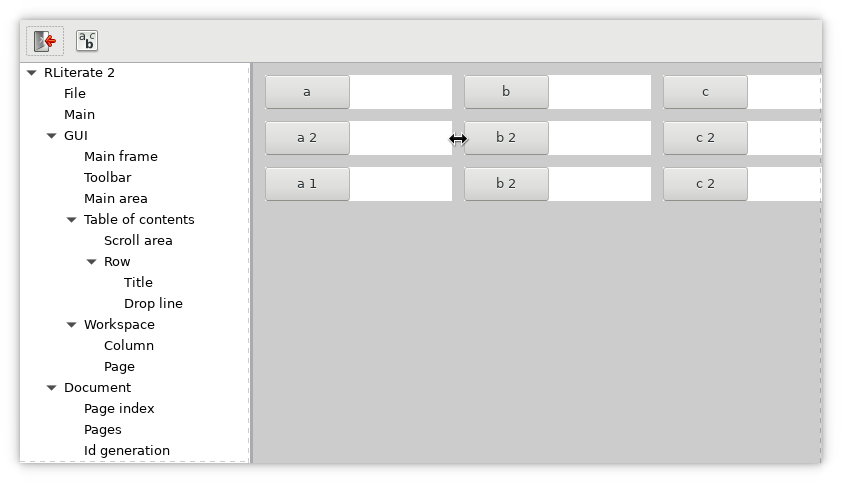 a c
b
RLiterate 2
File
Main
GUI
Main frame
Toolbar
Main area
Table of contents
Scroll area
Row
Title
Drop line
Workspace
Column
Page
Document
Page index
Pages
Id generation
a b c
a 2 b 2 c 2
a 1 b 2 c 2